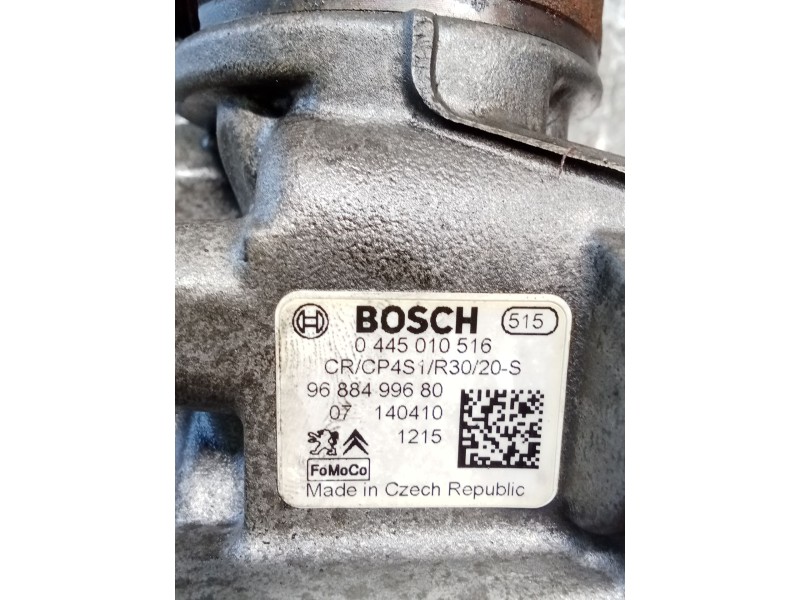 BOSCH 515
0 445 010 516
CR/CP4S1/R30/20-S
96 884 996 80
07 140410
1215
FoMoCo
Made in Czech Republic